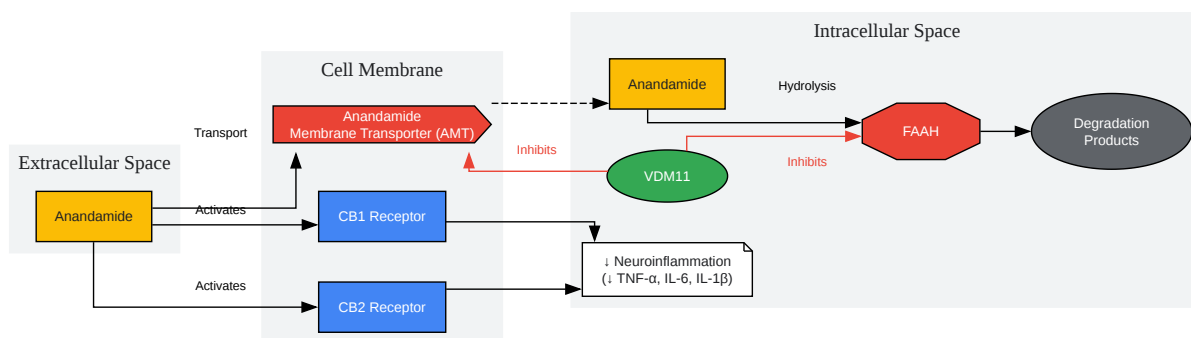 Intracellular Space
Cell Membrane
Extracellular Space
Anandamide
Transport
Activates
Activates
Anandamide
Membrane Transporter (AMT)
CB1 Receptor
CB2 Receptor
Inhibits
Anandamide
VDM11
Hydrolysis
Inhibits
FAAH
Degradation
Products
↓ Neuroinflammation
(↓ TNF-α, IL-6, IL-1β)